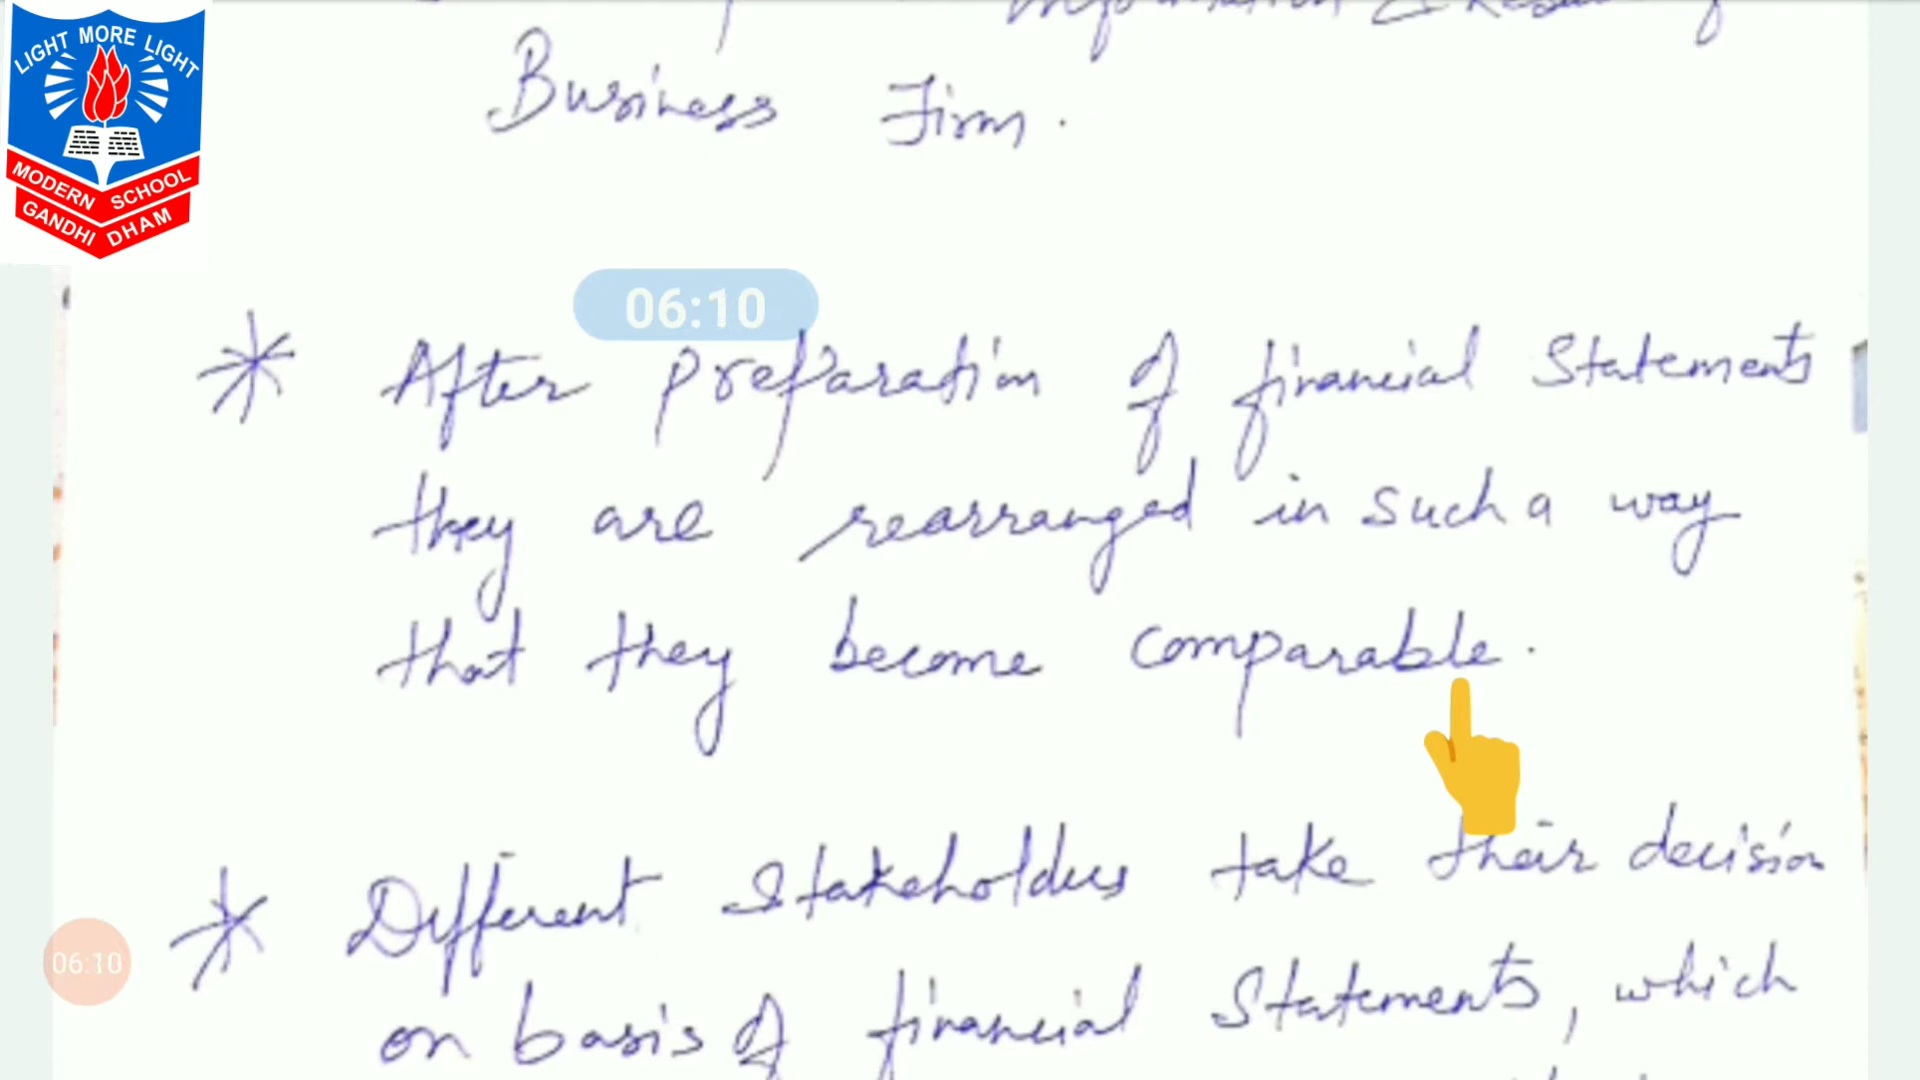 LIGHT MORE LIGHT
MODERN SCHOOL
GANDHI DHAM
Information
Business Firm.
06:10
* After preparation of financial Statements
they are rearranged in such a way
that they become comparable.
* Different Stakeholders take their decision
on basis of financial Statements, which
06:10